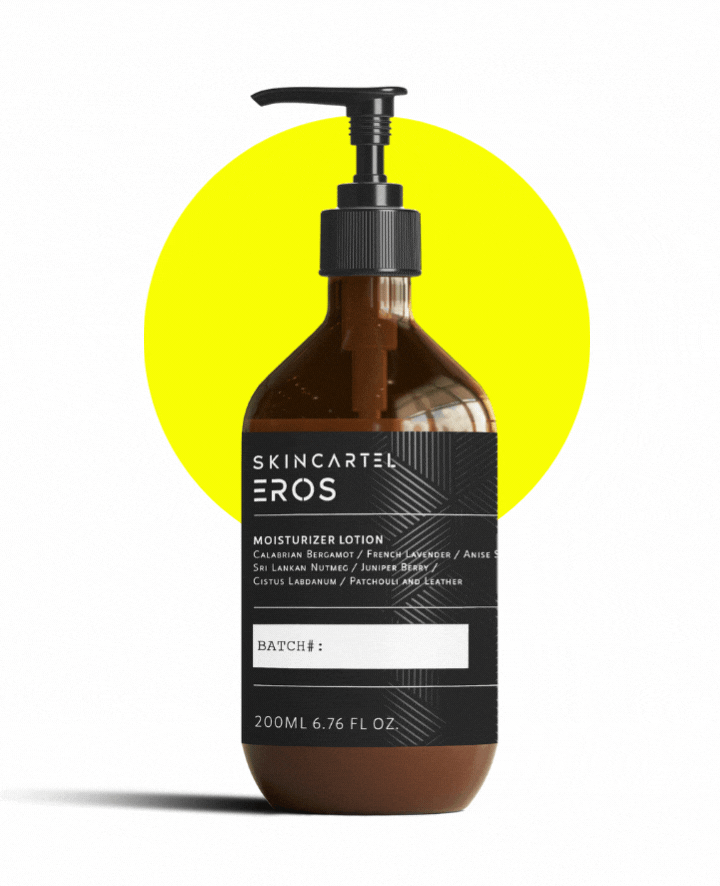 SKINCARTEL
EROS
MOISTURIZER LOTION
Calabrian Bergamot / French Lavender / Anise
Sri Lankan Nutmeg / Juniper Berry /
Cistus Labdanum / Patchouli and Leather
BATCH#:
200ML 6.76 FL OZ.